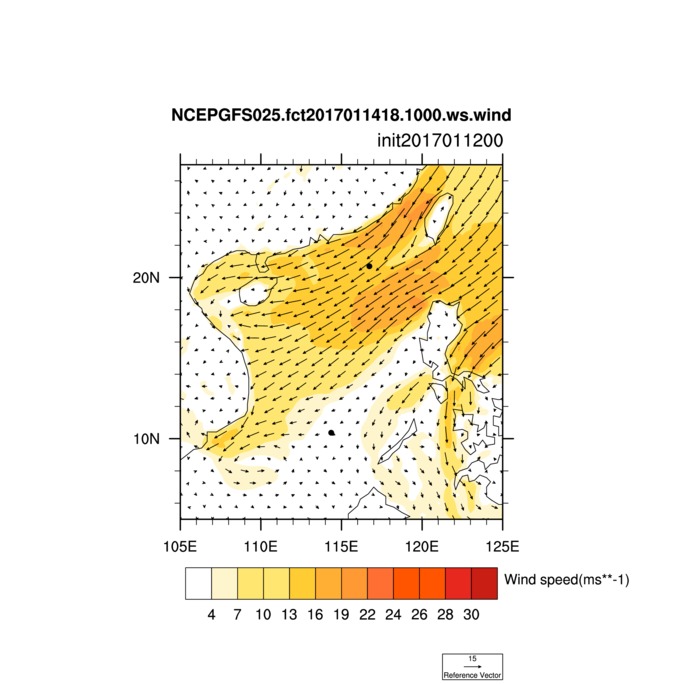 NCEPGFS025.fct2017011418.1000.ws.wind
init2017011200
20N
10N
105E 110E 115E 120E 125E
Wind speed(ms**-1)
4 7 10 13 16 19 22 24 26 28 30
15
Reference Vector